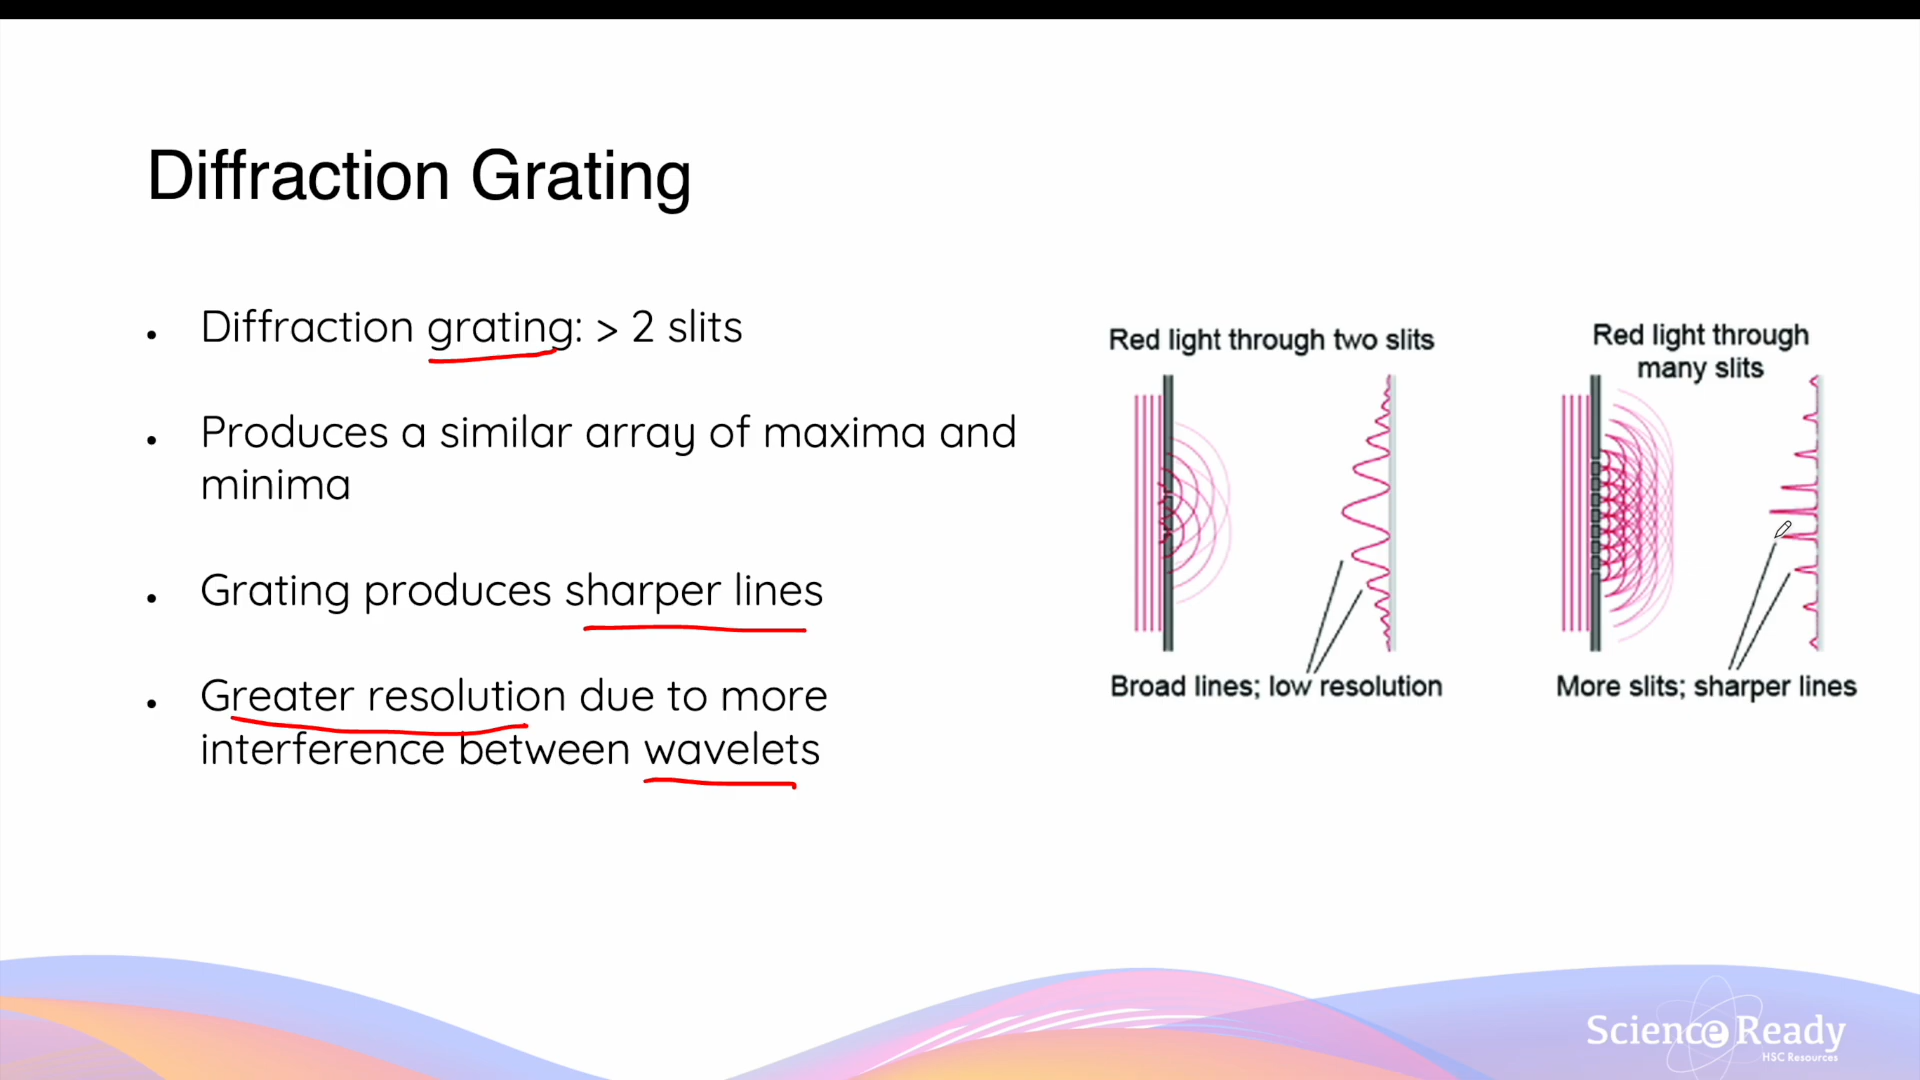 Diffraction Grating
• Diffraction grating: > 2 slits
• Produces a similar array of maxima and
minima
• Grating produces sharper lines
• Greater resolution due to more
interference between wavelets
Red light through two slits
Broad lines; low resolution
Red light through
many slits
More slits; sharper lines
Science Ready
HSC Resources